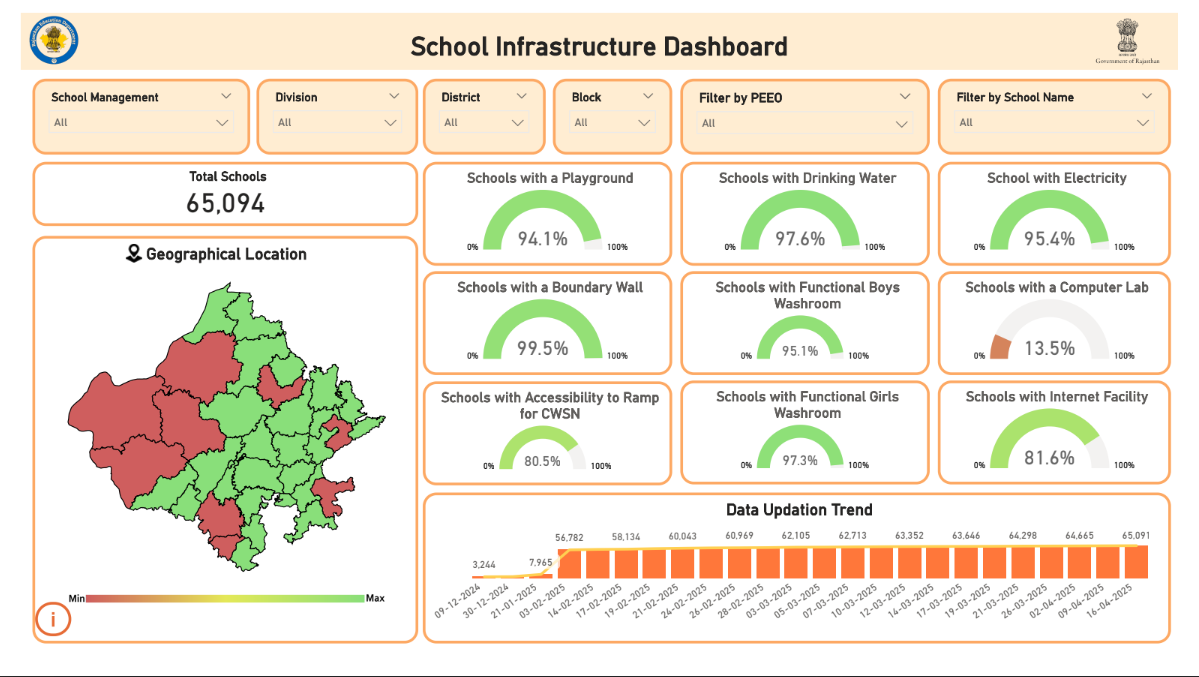 School Infrastructure Dashboard
Rajasthan Education Department
Government of Rajasthan
School Management
All
Division
All
District
All
Block
All
Filter by PEEO
All
Filter by School Name
All
Total Schools
65,094
Geographical Location
Min
Max
i
Schools with a Playground
94.1%
0%
100%
Schools with Drinking Water
97.6%
0%
100%
School with Electricity
95.4%
0%
100%
Schools with a Boundary Wall
99.5%
0%
100%
Schools with Functional Boys
Washroom
95.1%
0%
100%
Schools with a Computer Lab
13.5%
0%
100%
Schools with Accessibility to Ramp
for CWSN
80.5%
0%
100%
Schools with Functional Girls
Washroom
97.3%
0%
100%
Schools with Internet Facility
81.6%
0%
100%
Data Updation Trend
3,244
7,965
56,782
58,134
60,043
60,969
62,105
62,713
63,352
63,646
64,298
64,665
65,091
09-12-2024
30-12-2024
21-01-2025
03-02-2025
14-02-2025
17-02-2025
19-02-2025
21-02-2025
24-02-2025
26-02-2025
28-02-2025
03-03-2025
05-03-2025
07-03-2025
10-03-2025
12-03-2025
14-03-2025
17-03-2025
19-03-2025
21-03-2025
26-03-2025
02-04-2025
09-04-2025
16-04-2025